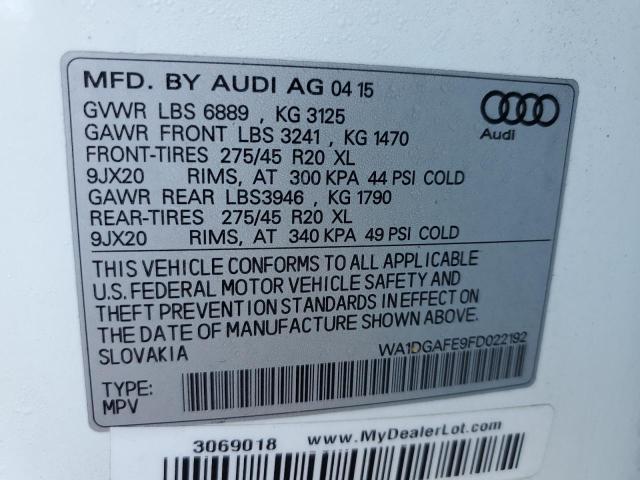 MFD. BY AUDI AG 04 15
GVWR LBS 6889 , KG 3125
GAWR FRONT LBS 3241 , KG 1470
FRONT-TIRES 275/45 R20 XL
9JX20 RIMS, AT 300 KPA 44 PSI COLD
GAWR REAR LBS3946 , KG 1790
REAR-TIRES 275/45 R20 XL
9JX20 RIMS, AT 340 KPA 49 PSI COLD
Audi
THIS VEHICLE CONFORMS TO ALL APPLICABLE
U.S. FEDERAL MOTOR VEHICLE SAFETY AND
THEFT PREVENTION STANDARDS IN EFFECT ON
THE DATE OF MANUFACTURE SHOWN ABOVE.
SLOVAKIA WA1DGAFE9FD022192
TYPE:
MPV
3069018 www.MyDealerLot.com